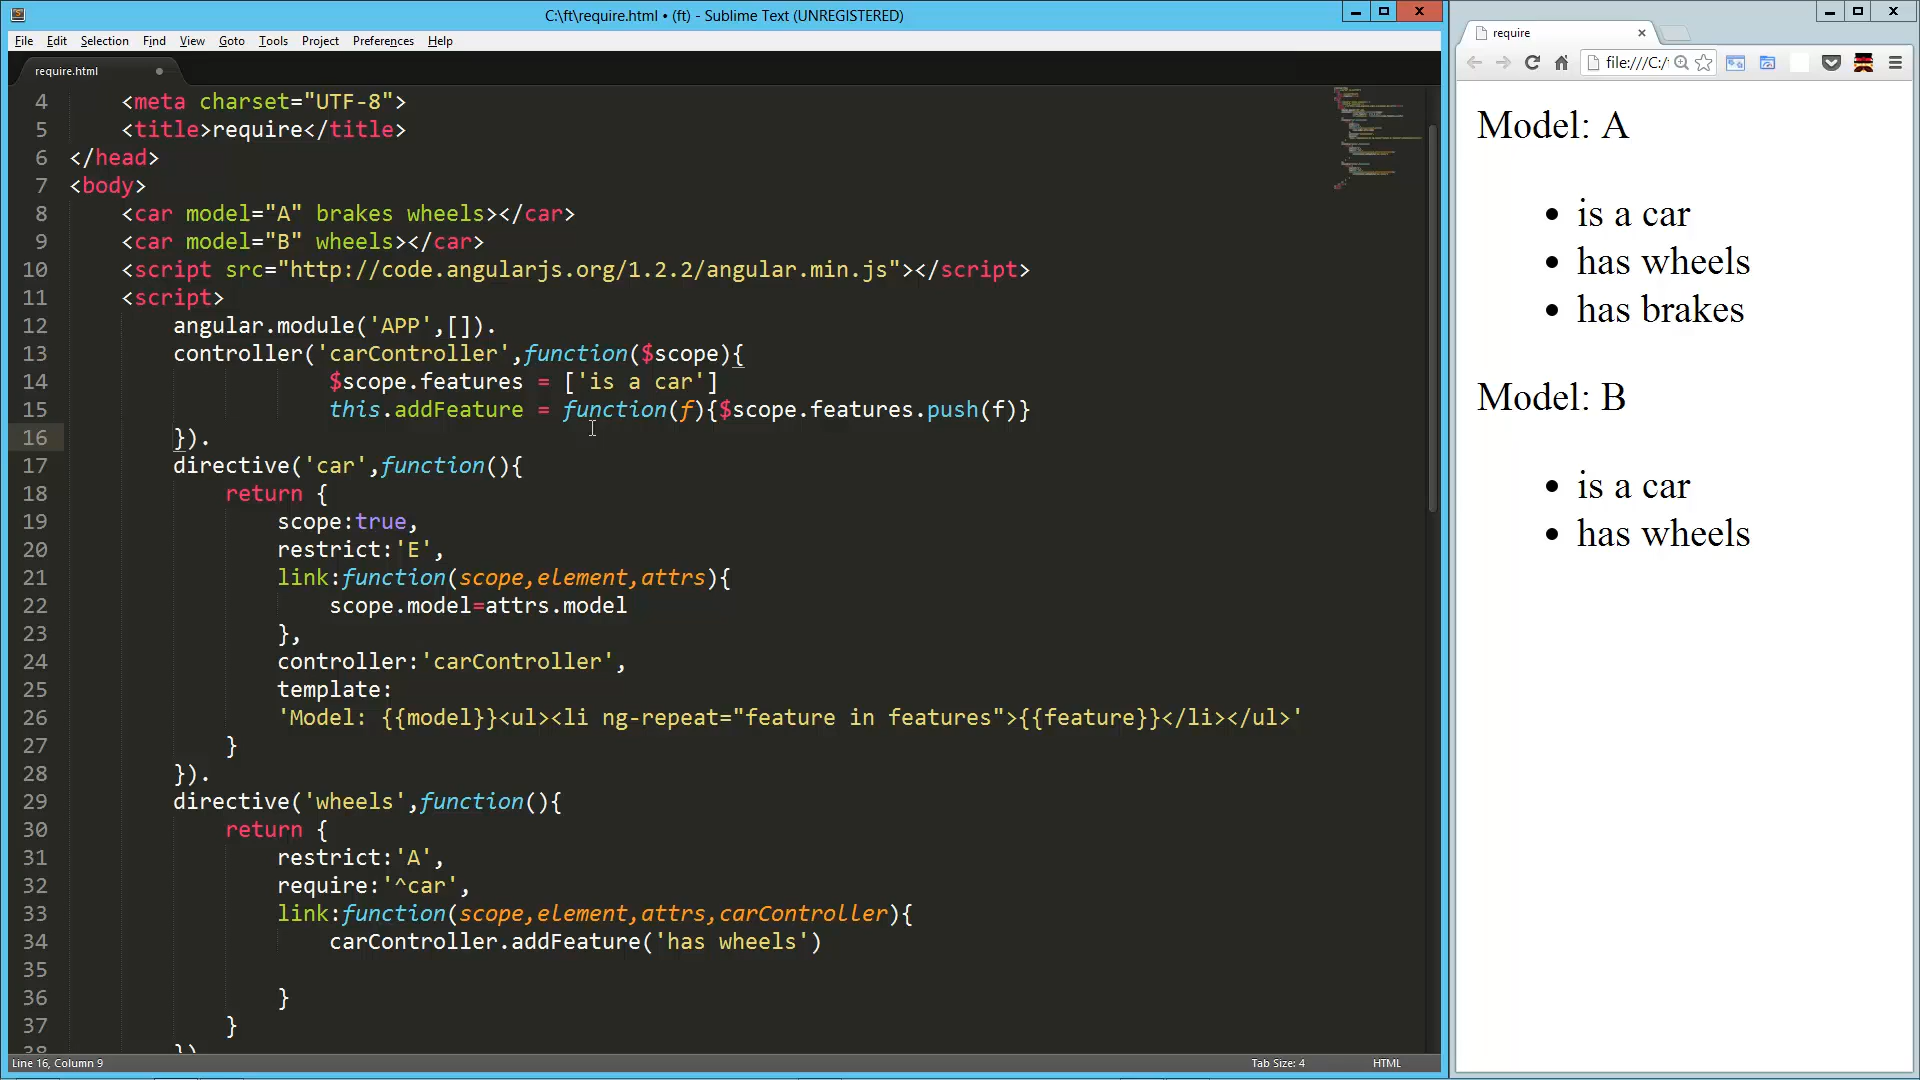 C:\ft\require.html • (ft) - Sublime Text (UNREGISTERED)
File Edit Selection Find View Goto Tools Project Preferences Help
require.html
4 <meta charset="UTF-8">
5 <title>require</title>
6 </head>
7 <body>
8 <car model="A" brakes wheels></car>
9 <car model="B" wheels></car>
10 <script src="http://code.angularjs.org/1.2.2/angular.min.js"></script>
11 <script>
12 angular.module('APP',[]).
13 controller('carController',function($scope){
14 $scope.features = ['is a car']
15 this.addFeature = function(f){$scope.features.push(f)}
16 }).
17 directive('car',function(){
18 return {
19 scope:true,
20 restrict:'E',
21 link:function(scope,element,attrs){
22 scope.model=attrs.model
23 },
24 controller:'carController',
25 template:
26 'Model: {{model}}<ul><li ng-repeat="feature in features">{{feature}}</li></ul>'
27 }
28 }).
29 directive('wheels',function(){
30 return {
31 restrict:'A',
32 require:'^car',
33 link:function(scope,element,attrs,carController){
34 carController.addFeature('has wheels')
35
36 }
37 }
38 })
Line 16, Column 9
Tab Size: 4 HTML
require
file:///C:/
Model: A
• is a car
• has wheels
• has brakes
Model: B
• is a car
• has wheels